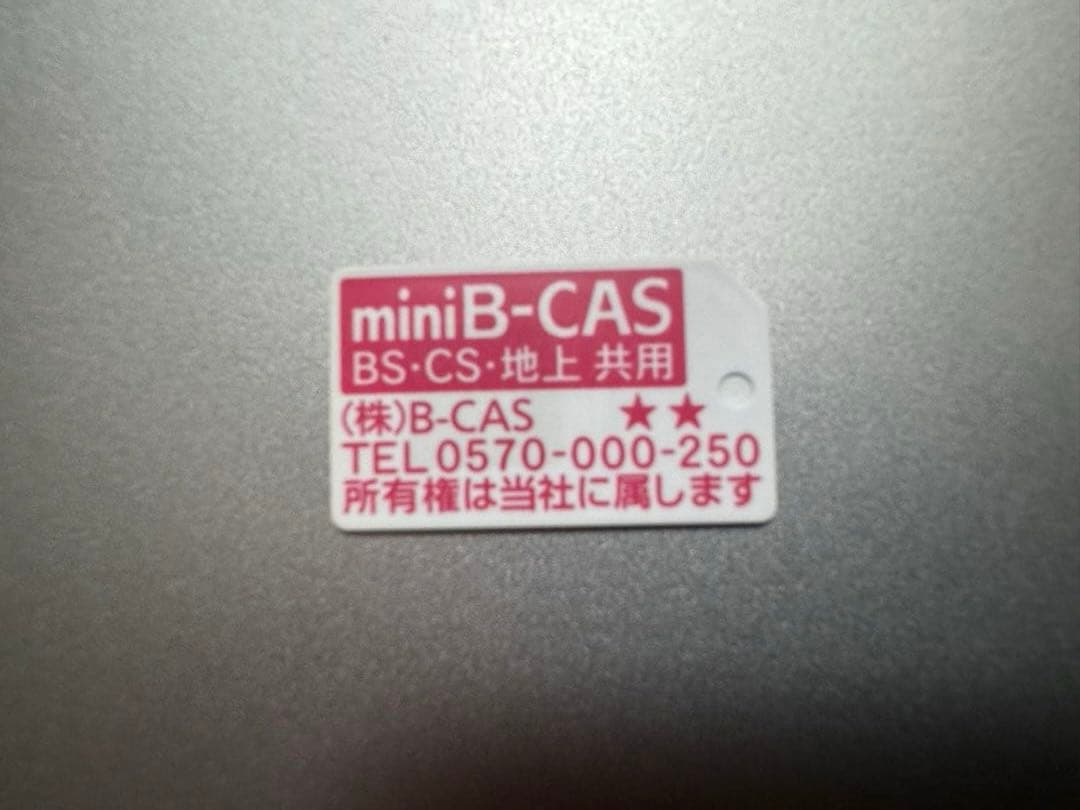 miniB-CAS
BS・CS・地上 共用
(株)B-CAS ★★
TEL 0570-000-250
所有権は当社に属します